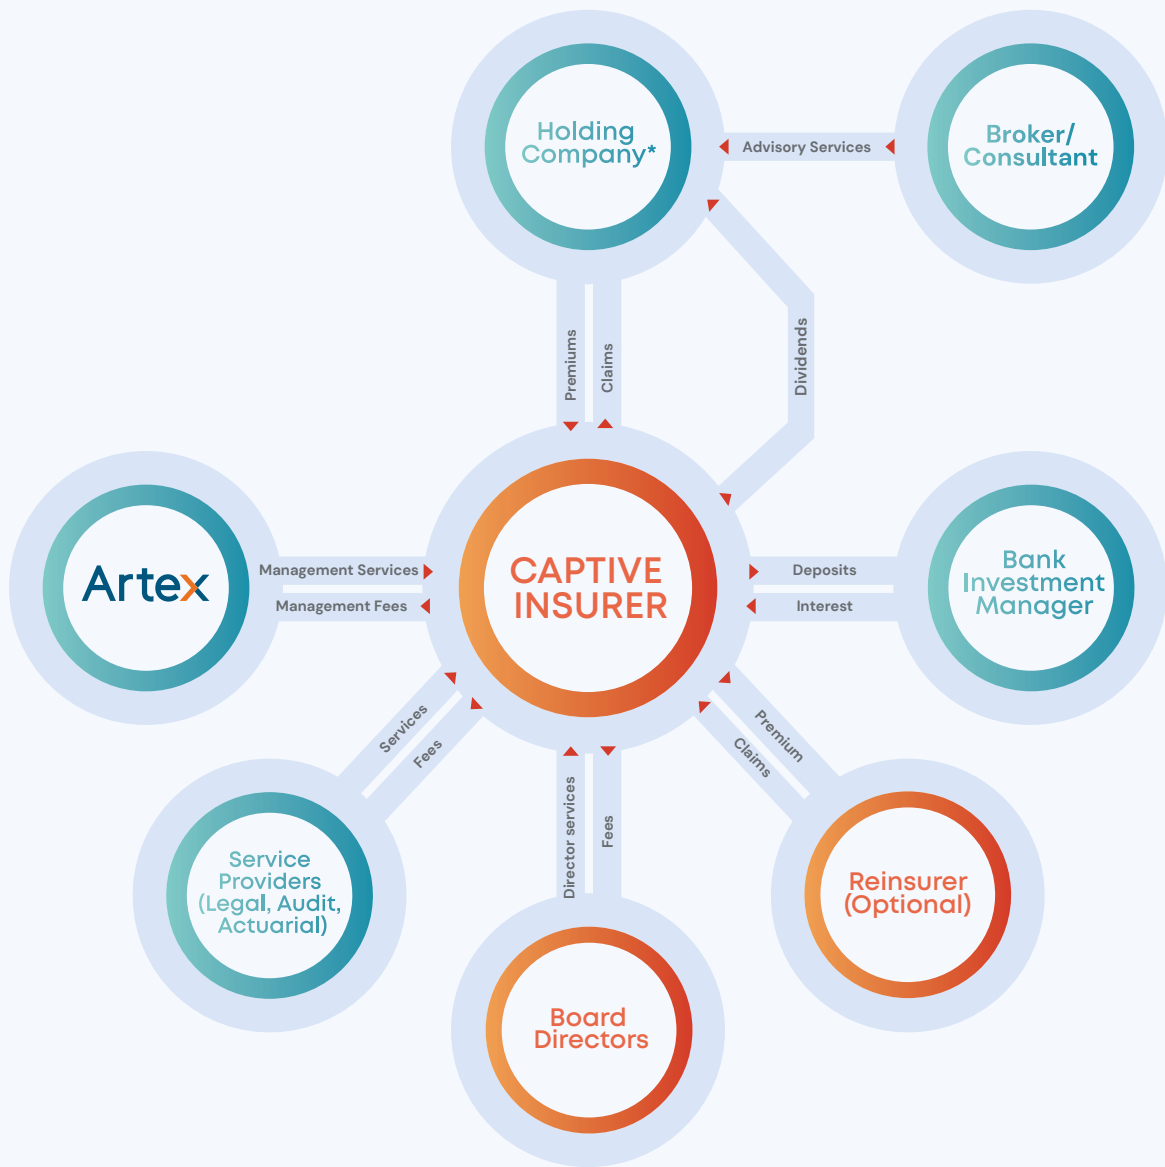 Holding
Company*
Advisory Services
Broker/
Consultant
Premiums
Claims
Dividends
Artex
Management Services
Management Fees
CAPTIVE
INSURER
Deposits
Interest
Bank
Investment
Manager
Services
Fees
Director services
Fees
Premium
Claims
Service
Providers
(Legal, Audit,
Actuarial)
Board
Directors
Reinsurer
(Optional)